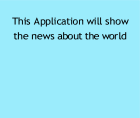 This Application will show
the news about the world